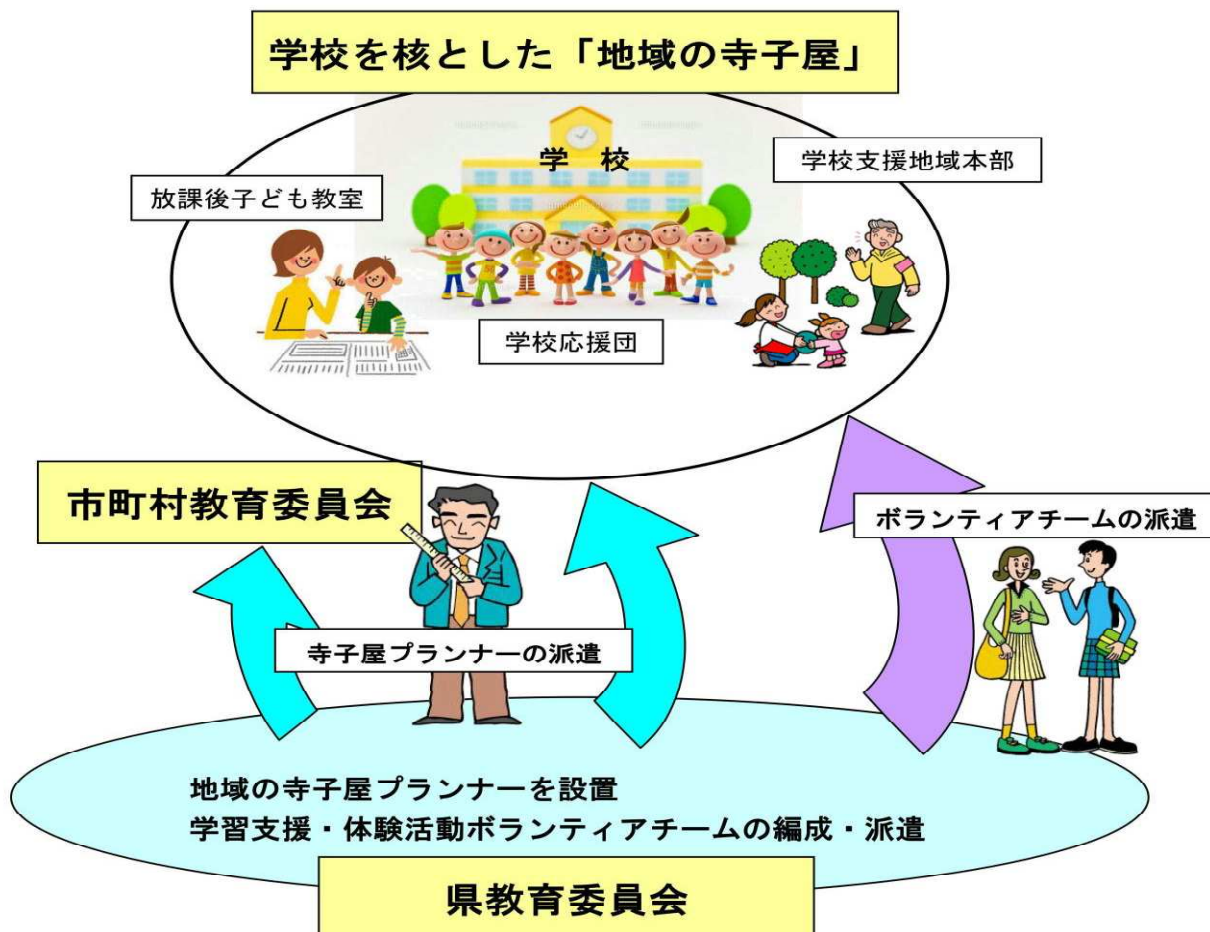 学校を核とした「地域の寺子屋」
学 校
学校支援地域本部
放課後子ども教室
学校応援団
市町村教育委員会
ボランティアチームの派遣
寺子屋プランナーの派遣
地域の寺子屋プランナーを設置
学習支援・体験活動ボランティアチームの編成・派遣
県教育委員会